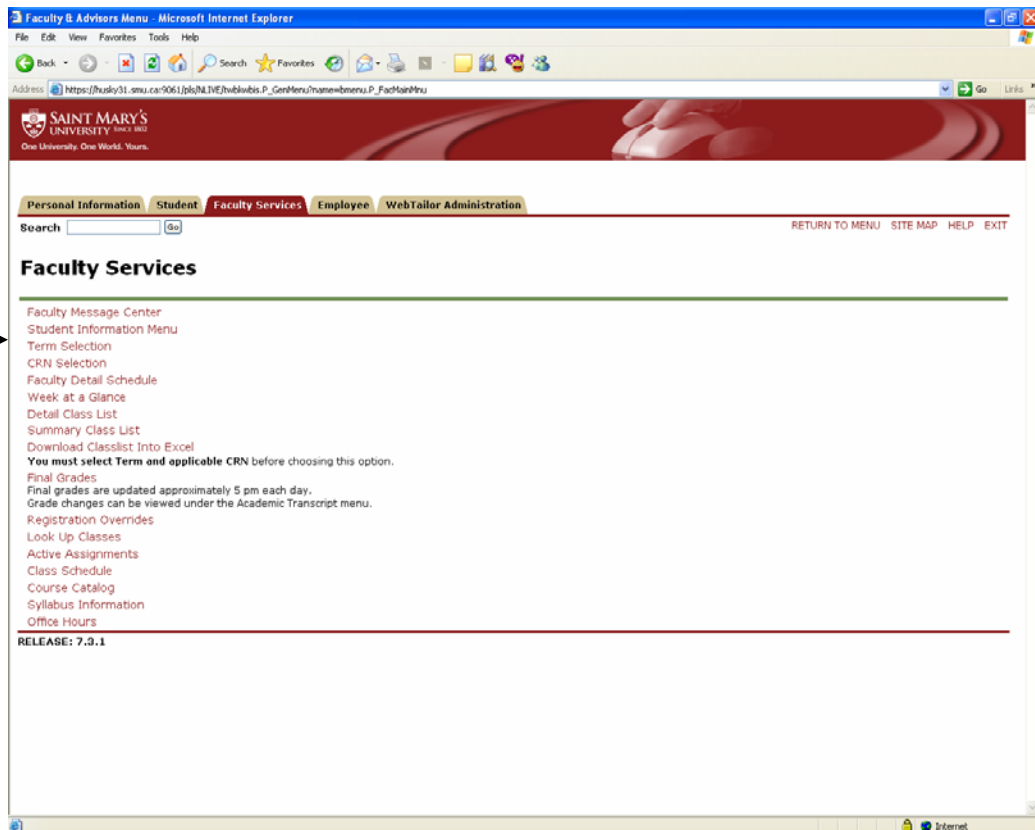 Faculty & Advisors Menu - Microsoft Internet Explorer
File Edit View Favorites Tools Help
Back Search Favorites
Address https://husky31.smu.ca:9061/pls/NLIVE/twbkwbis.P_GenMenu?name=bmenu.P_FacMainMnu Go Links
SAINT MARY'S
UNIVERSITY SINCE 1802
One University. One World. Yours.
Personal Information Student Faculty Services Employee WebTailor Administration
Search Go RETURN TO MENU SITE MAP HELP EXIT
Faculty Services
Faculty Message Center
Student Information Menu
Term Selection
CRN Selection
Faculty Detail Schedule
Week at a Glance
Detail Class List
Summary Class List
Download Classlist Into Excel
You must select Term and applicable CRN before choosing this option.
Final Grades
Final grades are updated approximately 5 pm each day.
Grade changes can be viewed under the Academic Transcript menu.
Registration Overrides
Look Up Classes
Active Assignments
Class Schedule
Course Catalog
Syllabus Information
Office Hours
RELEASE: 7.3.1
Internet